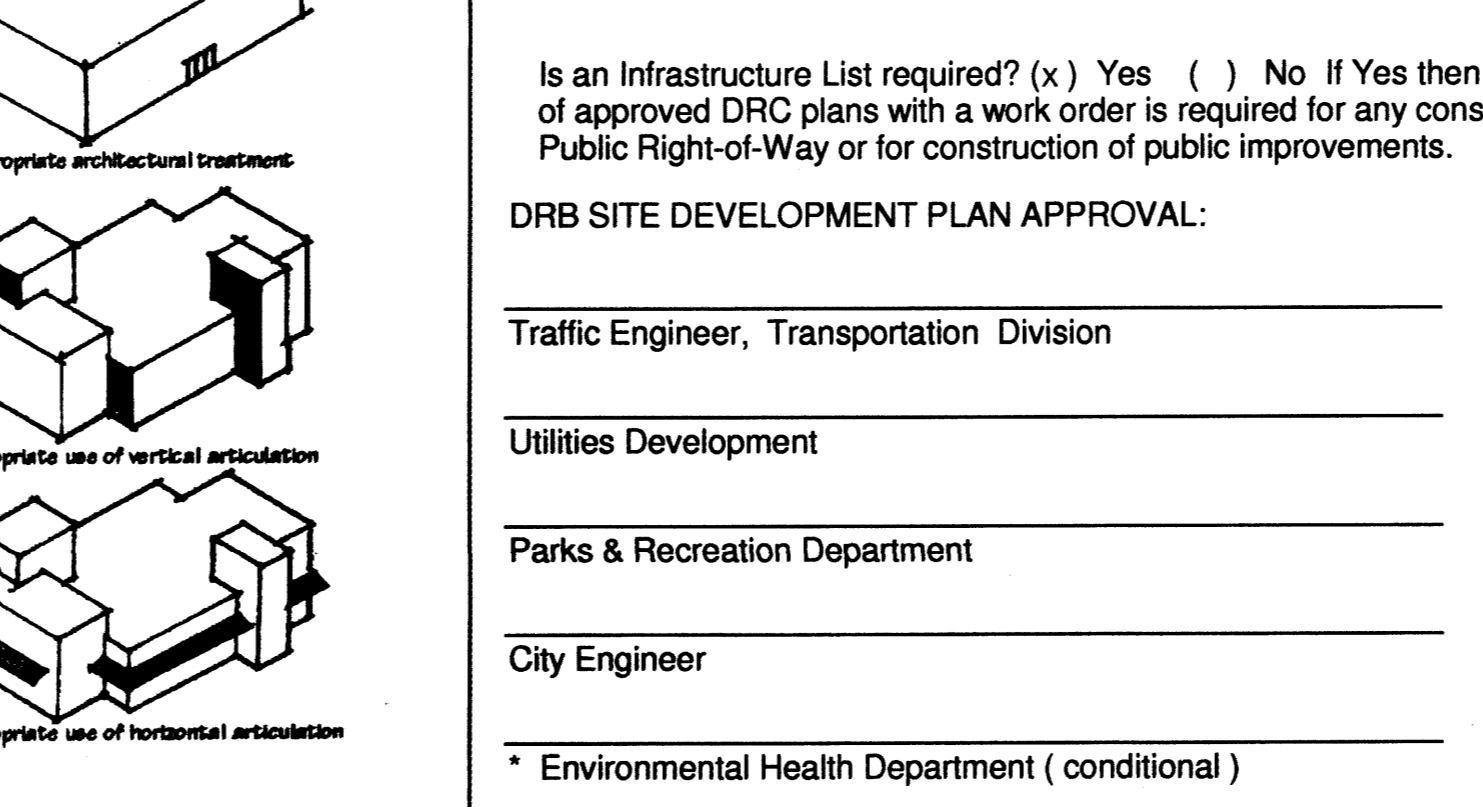 architectural treatment
use of vertical articulation
use of horizontal articulation
Is an Infrastructure List required? (x ) Yes ( ) No If Yes then
of approved DRC plans with a work order is required for any
Public Right-of-Way or for construction of public improvements.
DRB SITE DEVELOPMENT PLAN APPROVAL:
Traffic Engineer, Transportation Division
Utilities Development
Parks & Recreation Department
City Engineer
* Environmental Health Department ( conditional )